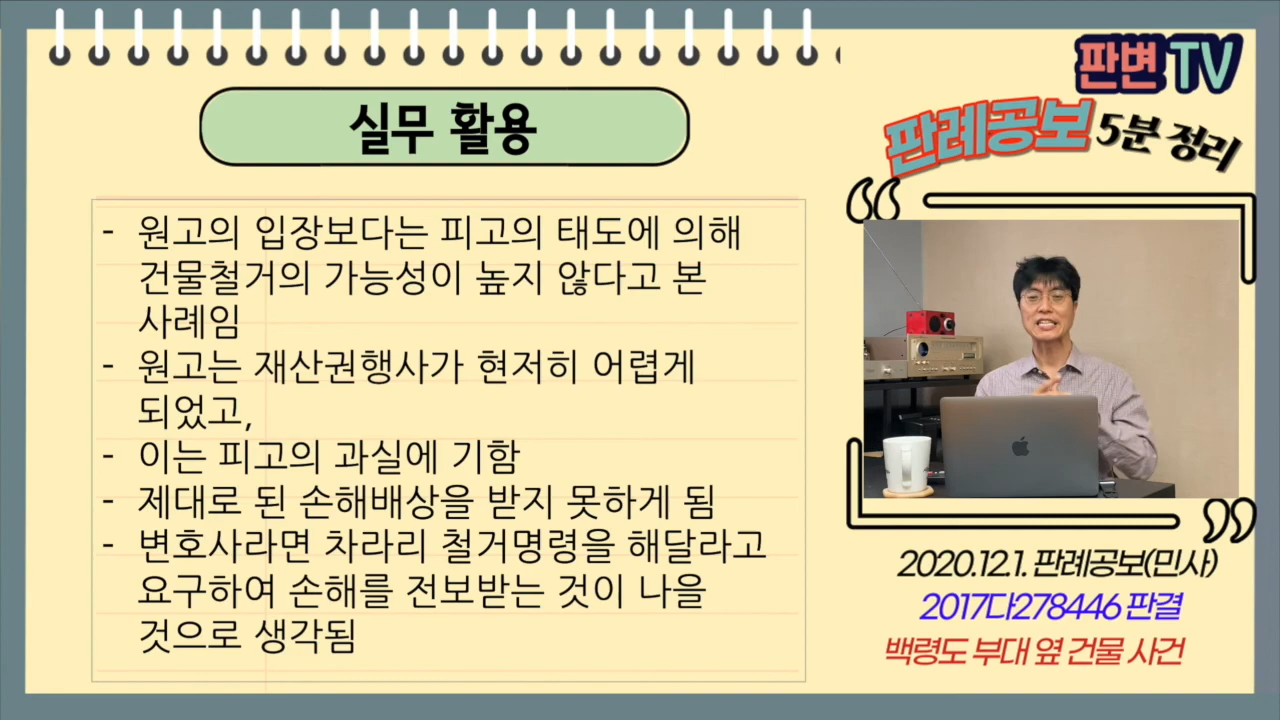 판변TV
판례공보 5분 정리
실무 활용
- 원고의 입장보다는 피고의 태도에 의해
건물철거의 가능성이 높지 않다고 본
사례임
- 원고는 재산권행사가 현저히 어렵게
되었고,
- 이는 피고의 과실에 기함
- 제대로 된 손해배상을 받지 못하게 됨
- 변호사라면 차라리 철거명령을 해달라고
요구하여 손해를 전보받는 것이 나을
것으로 생각됨
2020.12.1. 판례공보(민사)
2017다278446 판결
백령도 부대 옆 건물 사건